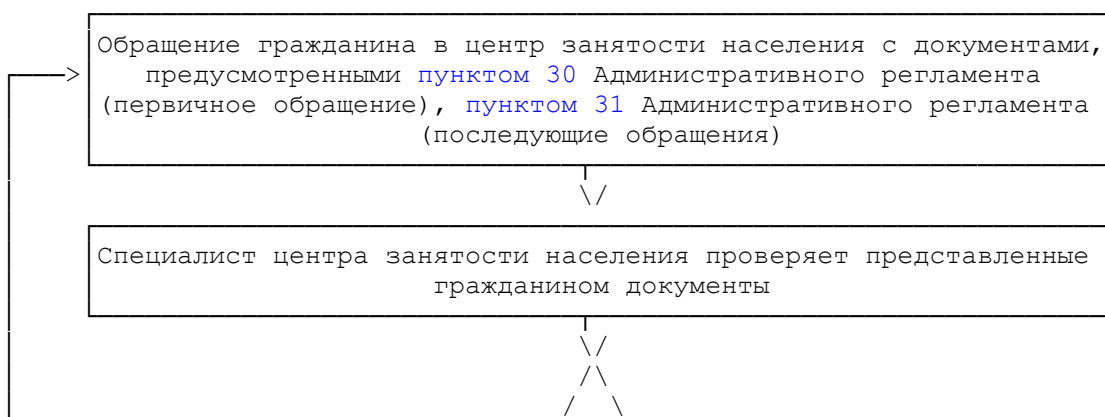 Обращение гражданина в центр занятости населения с документами,
предусмотренными пунктом 30 Административного регламента
(первичное обращение), пунктом 31 Административного регламента
(последующие обращения)
Специалист центра занятости населения проверяет представленные
гражданином документы